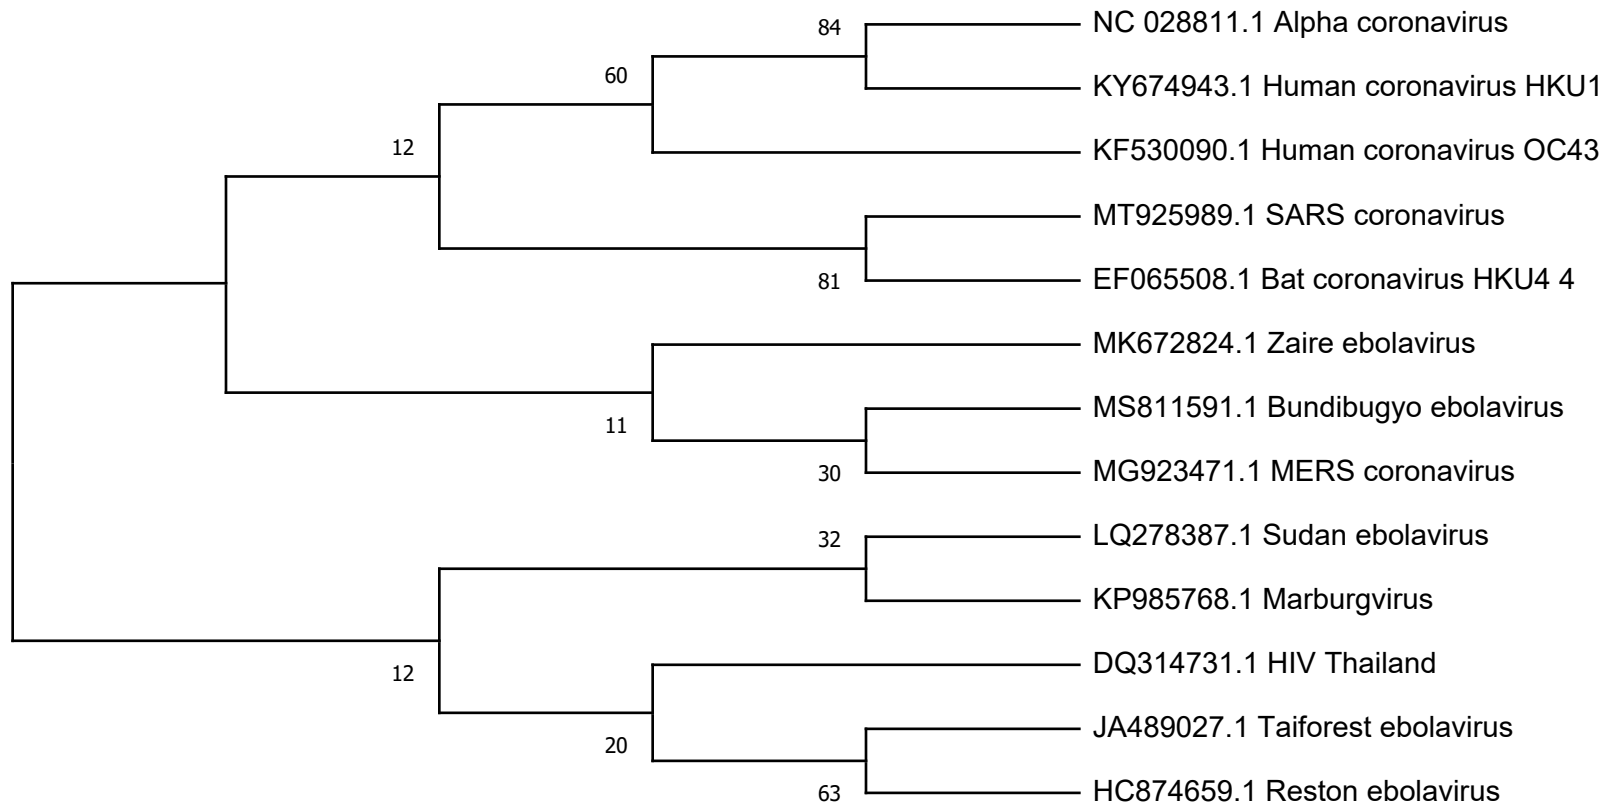 84
NC 028811.1 Alpha coronavirus
60
KY674943.1 Human coronavirus HKU1
12
KF530090.1 Human coronavirus OC43
MT925989.1 SARS coronavirus
81
EF065508.1 Bat coronavirus HKU4 4
MK672824.1 Zaire ebolavirus
11
MS811591.1 Bundibugyo ebolavirus
30
MG923471.1 MERS coronavirus
32
LQ278387.1 Sudan ebolavirus
KP985768.1 Marburgvirus
12
DQ314731.1 HIV Thailand
20
JA489027.1 Taiforest ebolavirus
63
HC874659.1 Reston ebolavirus